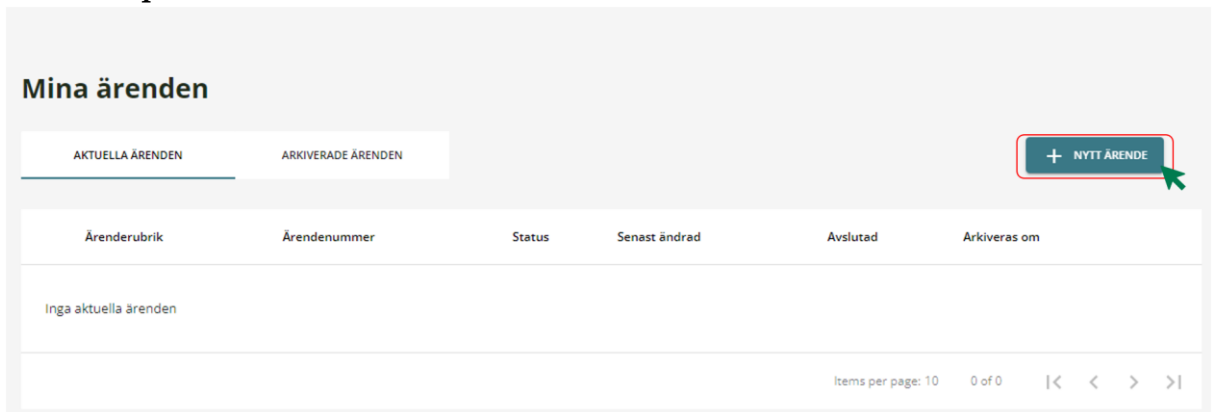 Mina ärenden
AKTUELLA ÄRENDEN ARKIVERADE ÄRENDEN + NYTT ÄRENDE
Ärenderubrik Ärendenummer Status Senast ändrad Avslutad Arkiveras om
Inga aktuella ärenden
Items per page: 10 0 of 0 |< < > >|